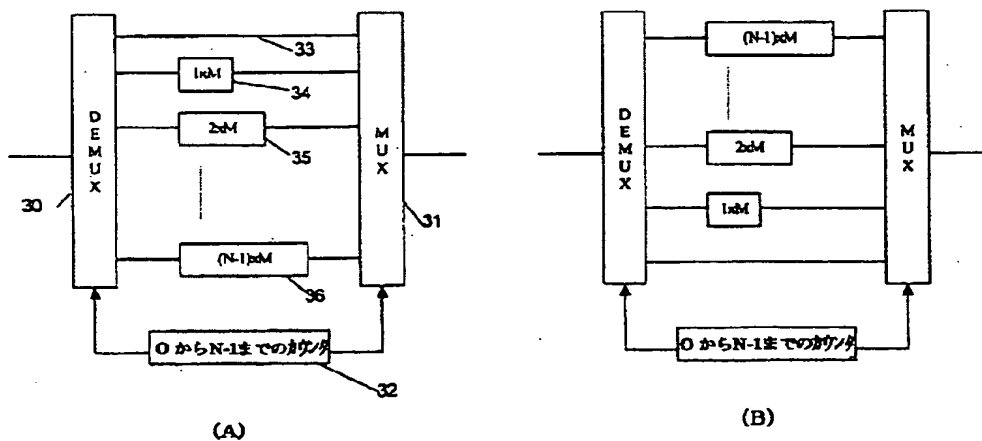 DEMUX
33
1xM
34
2xM
35
(N-1)xM
36
MUX
30
31
0からN-1までのカウンタ
32
(A)
DEMUX
(N-1)xM
2xM
1xM
MUX
0からN-1までのカウンタ
(B)